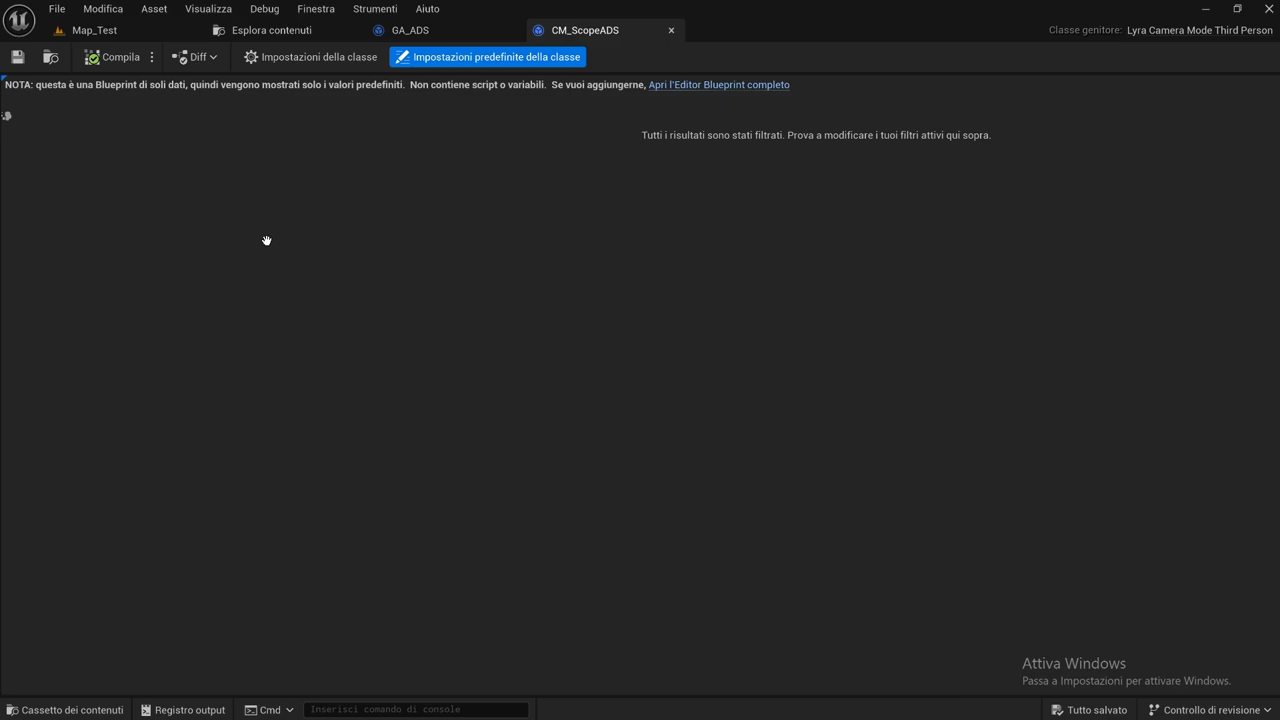 File Modifica Asset Visualizza Debug Finestra Strumenti Aiuto
Map_Test Esplora contenuti GA_ADS CM_ScopeADS Classe genitore: Lyra Camera Mode Third Person
Compila Diff Impostazioni della classe Impostazioni predefinite della classe
NOTA: questa è una Blueprint di soli dati, quindi vengono mostrati solo i valori predefiniti. Non contiene script o variabili. Se vuoi aggiungerne, Apri l'Editor Blueprint completo
Tutti i risultati sono stati filtrati. Prova a modificare i tuoi filtri attivi qui sopra.
Attiva Windows
Passa a Impostazioni per attivare Windows.
Cassetto dei contenuti Registro output Cmd Inserisci comando di console Tutto salvato Controllo di revisione